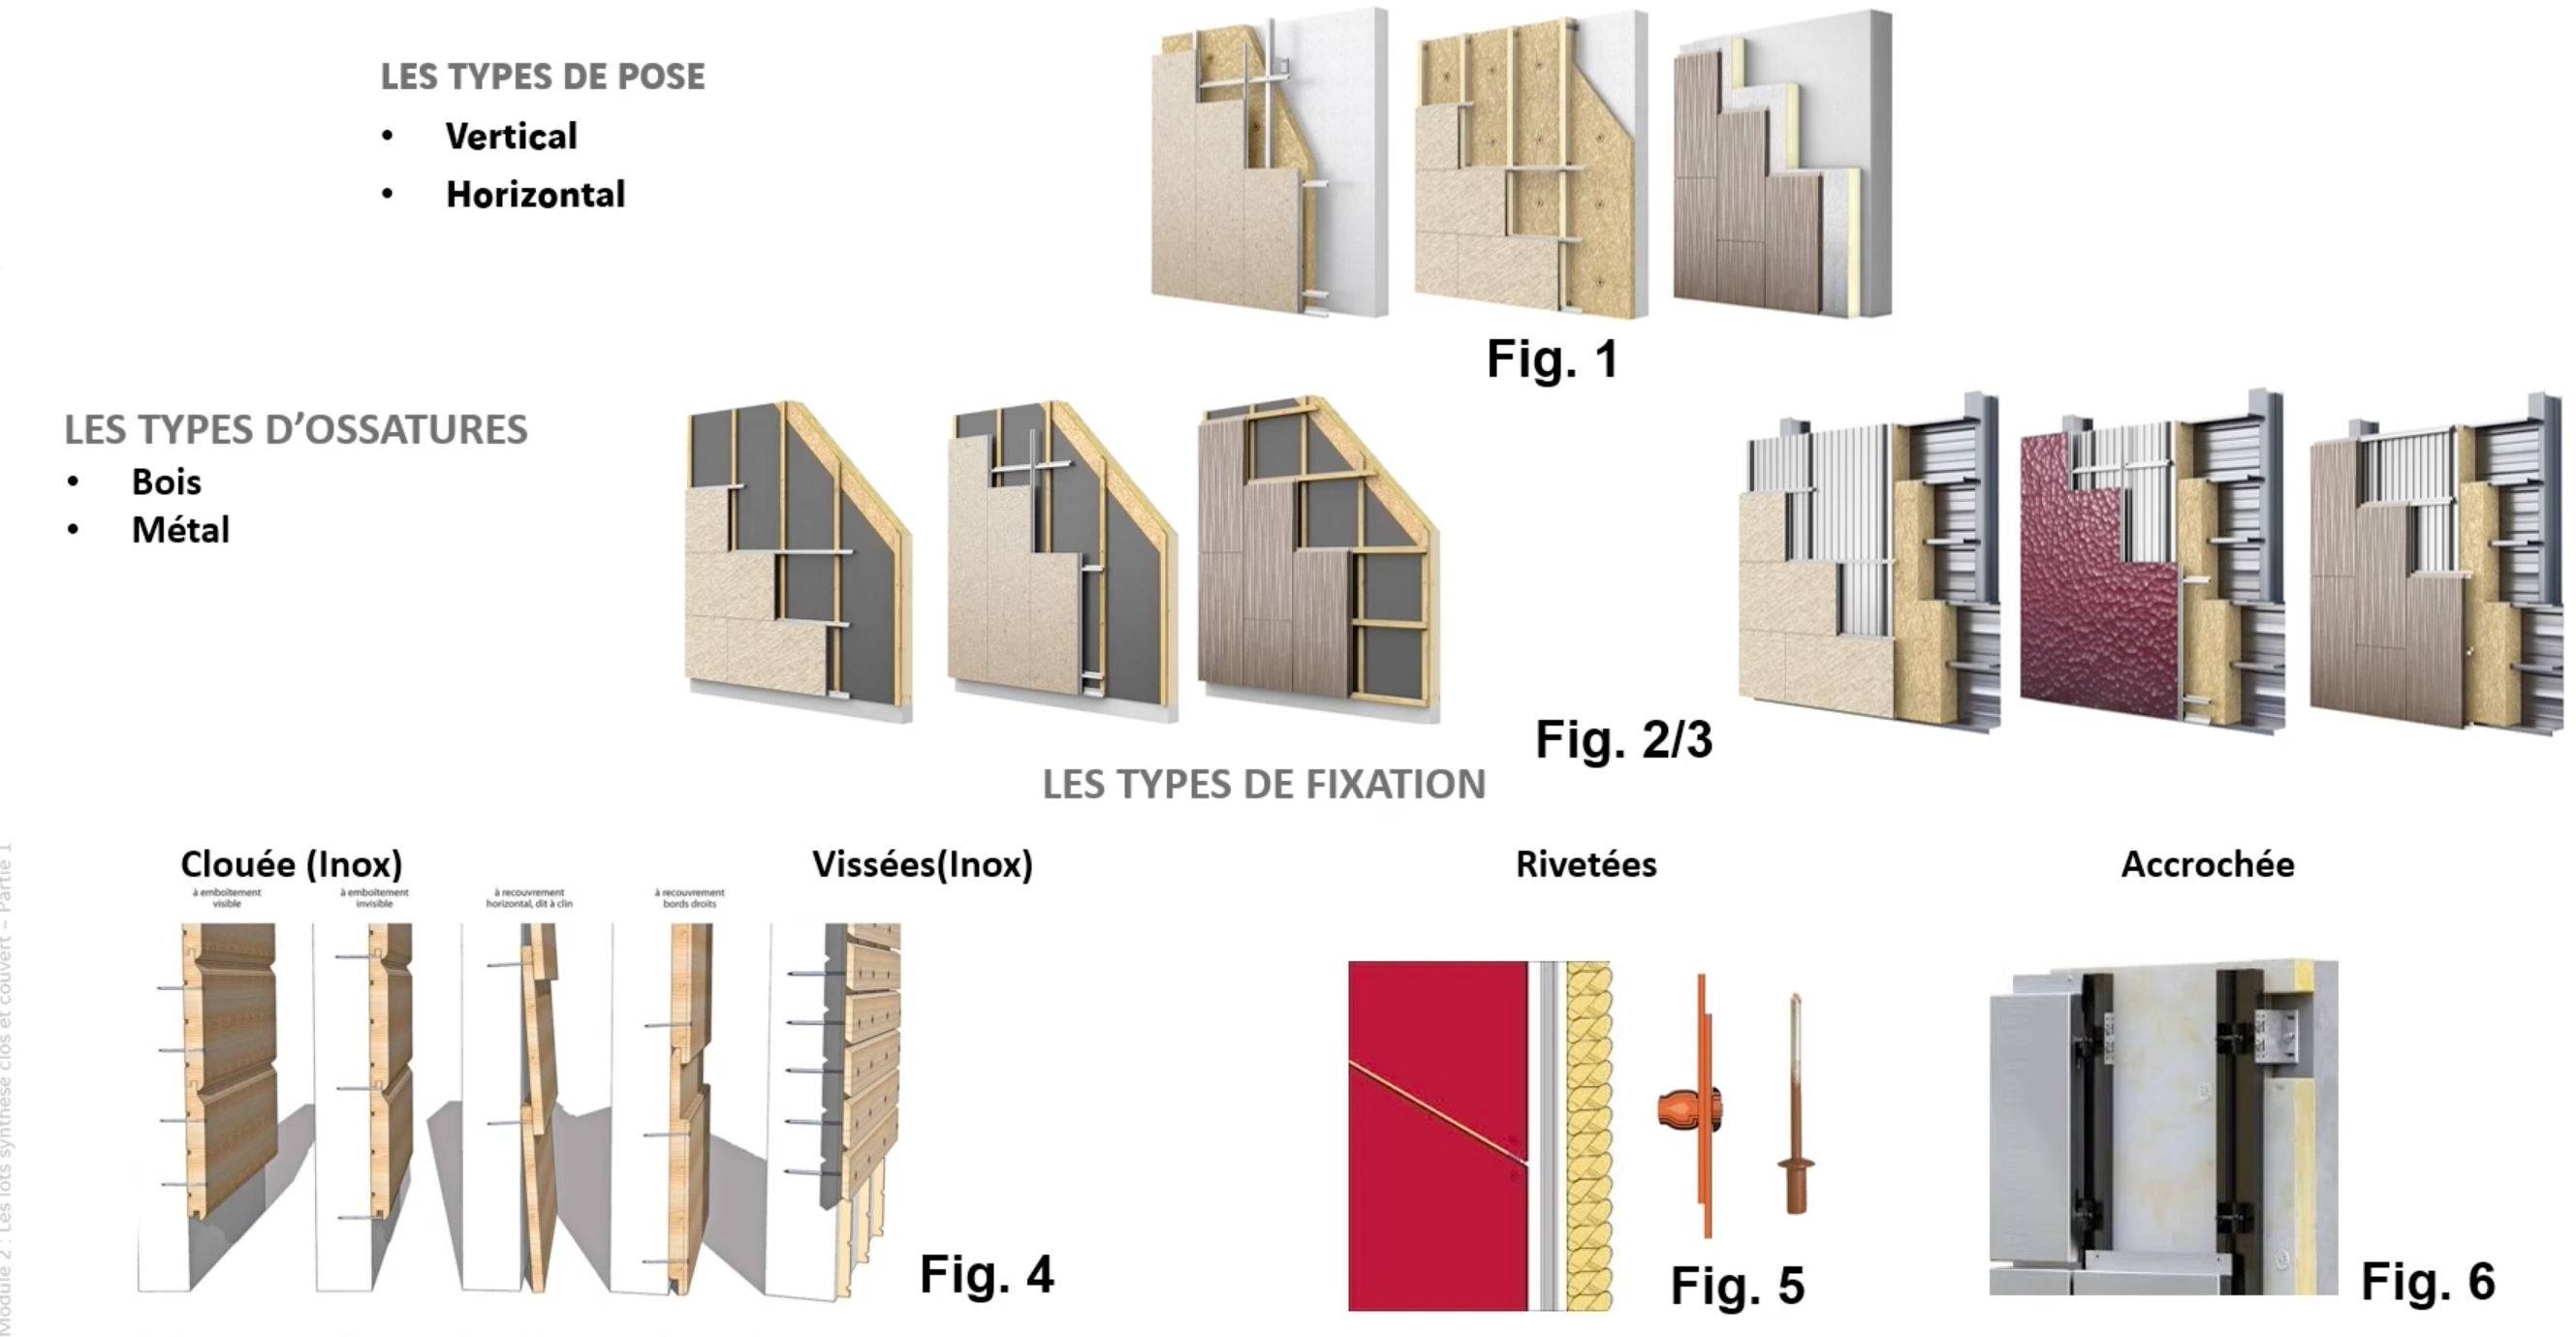 LES TYPES DE POSE
• Vertical
• Horizontal
Fig. 1
LES TYPES D’OSSATURES
• Bois
• Métal
Fig. 2/3
LES TYPES DE FIXATION
Clouée (Inox)
Vissées(Inox)
Rivetées
Accrochée
à emboîtement
visible
à emboîtement
invisible
à recouvrement
horizontal, dit à clin
à recouvrement
bords droits
Fig. 4
Fig. 5
Fig. 6
Module 2 : Les lots synthèse clos et couvert – Partie 1